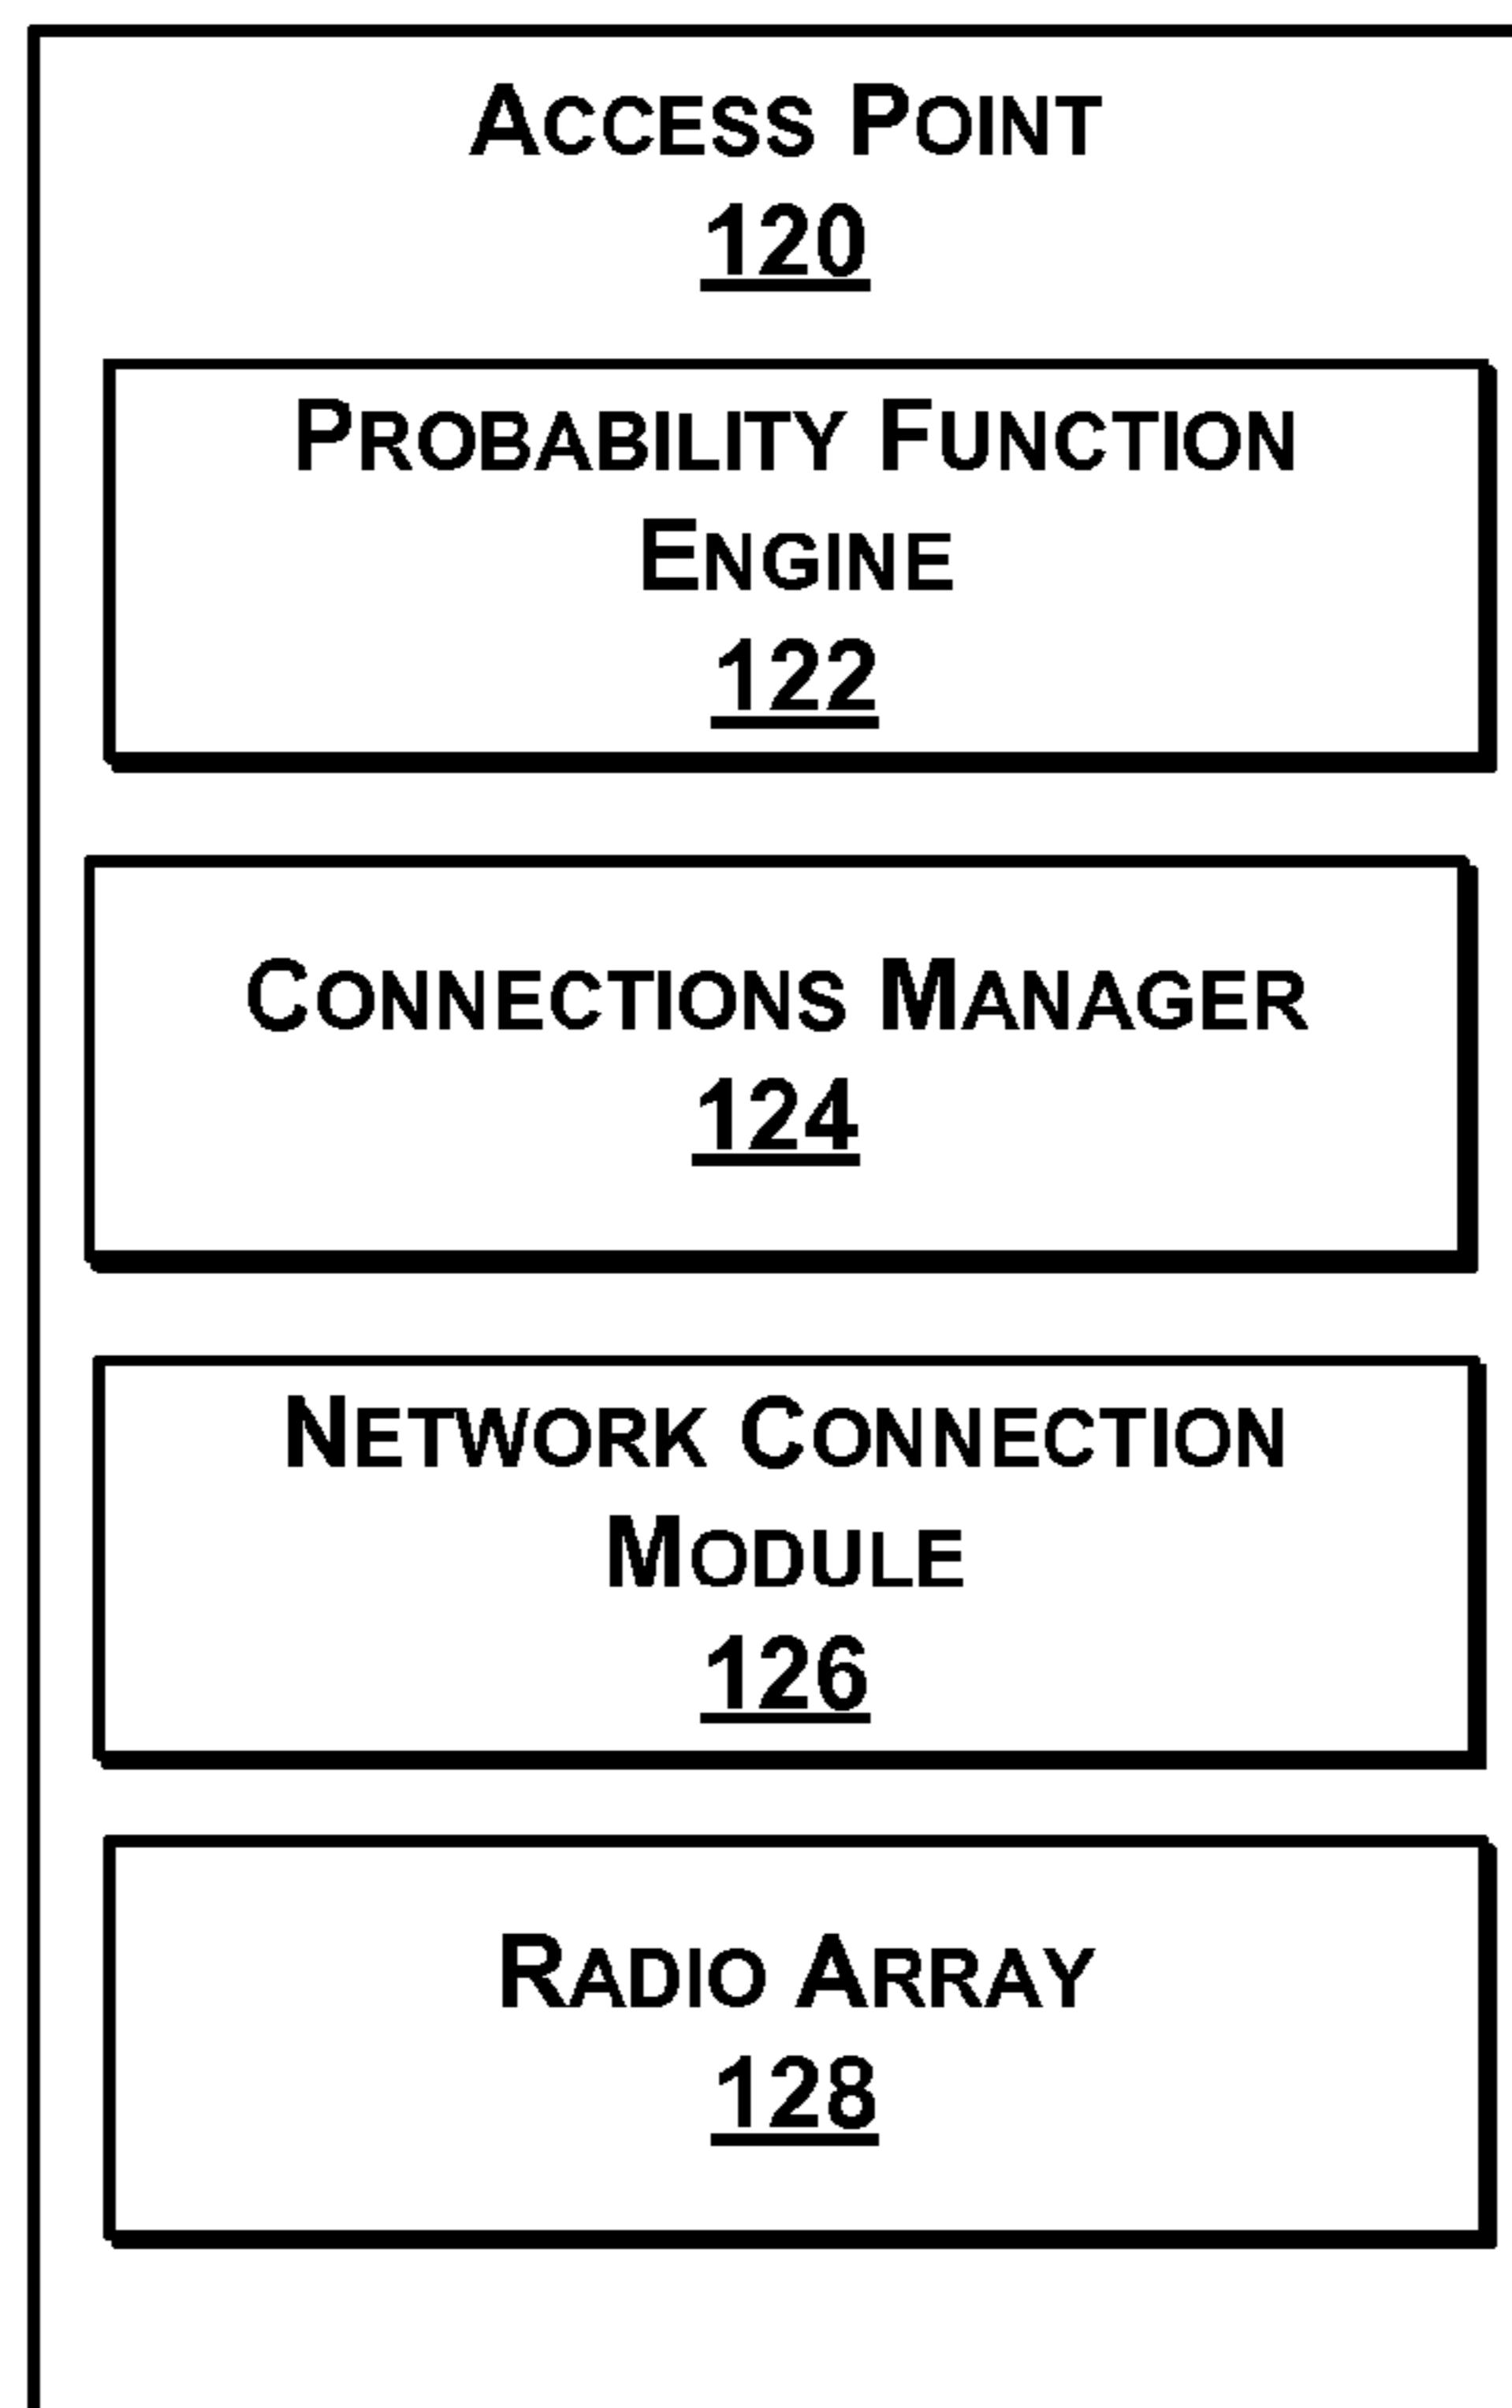 ACCESS POINT
120
PROBABILITY FUNCTION
ENGINE
122
CONNECTIONS MANAGER
124
NETWORK CONNECTION
MODULE
126
RADIO ARRAY
128